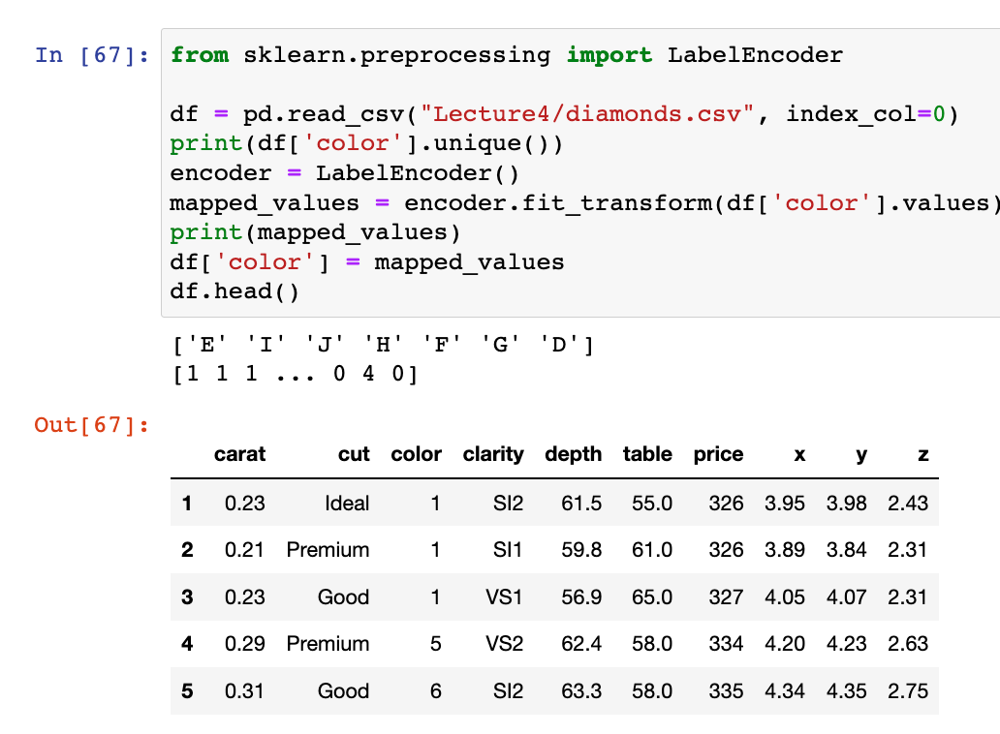 In [67]: from sklearn.preprocessing import LabelEncoder
df = pd.read_csv("Lecture4/diamonds.csv", index_col=0)
print(df['color'].unique())
encoder = LabelEncoder()
mapped_values = encoder.fit_transform(df['color'].values)
print(mapped_values)
df['color'] = mapped_values
df.head()
['E' 'I' 'J' 'H' 'F' 'G' 'D']
[1 1 1 ... 0 4 0]
Out[67]:
carat cut color clarity depth table price x y z
1 0.23 Ideal 1 SI2 61.5 55.0 326 3.95 3.98 2.43
2 0.21 Premium 1 SI1 59.8 61.0 326 3.89 3.84 2.31
3 0.23 Good 1 VS1 56.9 65.0 327 4.05 4.07 2.31
4 0.29 Premium 5 VS2 62.4 58.0 334 4.20 4.23 2.63
5 0.31 Good 6 SI2 63.3 58.0 335 4.34 4.35 2.75